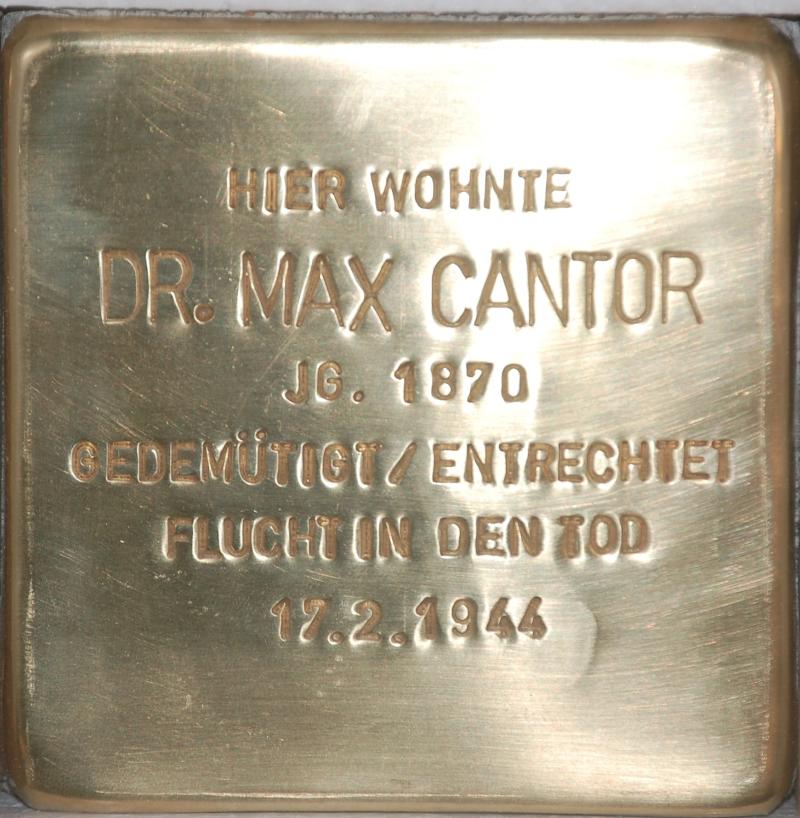 HIER WOHNTE
DR. MAX CANTOR
JG. 1870
GEDEMÜTIGT/ENTRECHTET
FLUCHT IN DEN TOD
17.2.1944